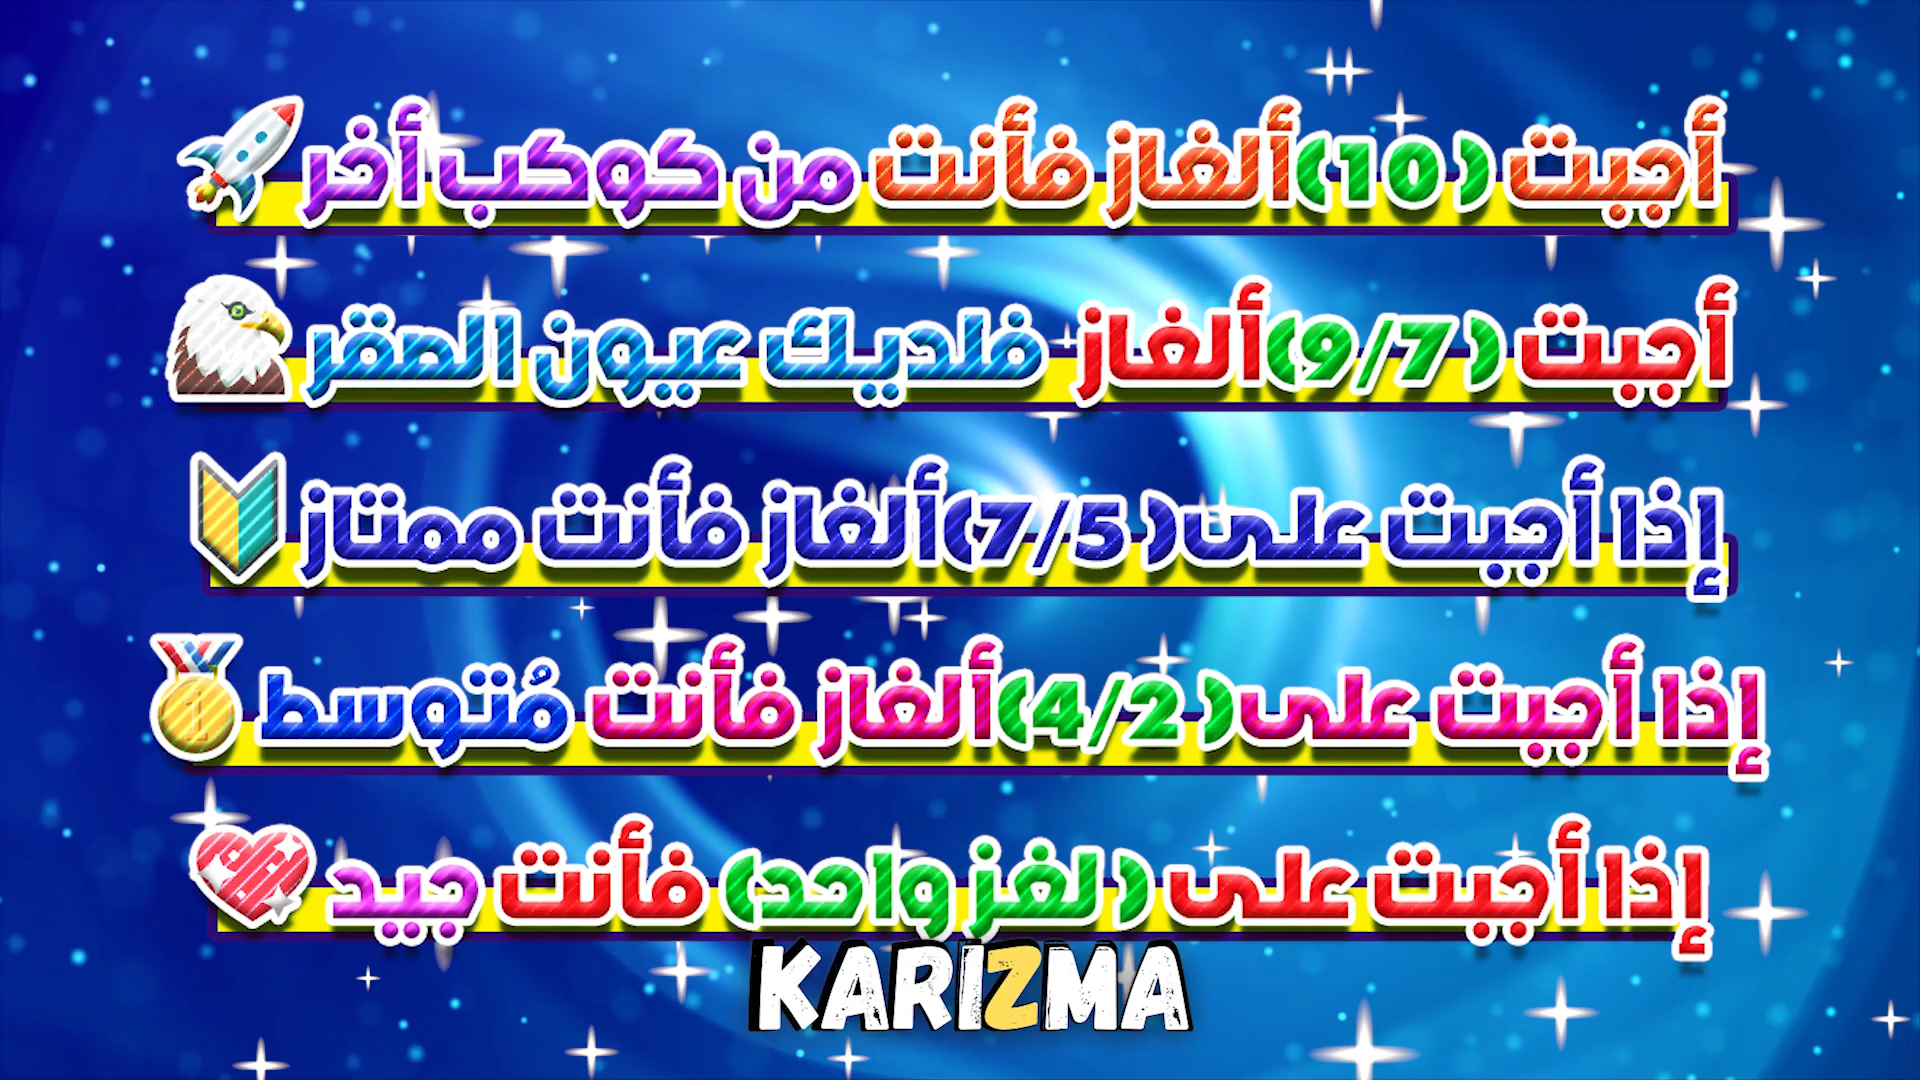 أجبت (10) ألغاز فأنت من كوكب أخر
أجبت (9/7) ألغاز فلديك عيون الصقر
إذا أجبت على (7/5) ألغاز فأنت ممتاز
إذا أجبت على (4/2) ألغاز فأنت مُتوسط
إذا أجبت على (لغز واحد) فأنت جيد
KARIZMA